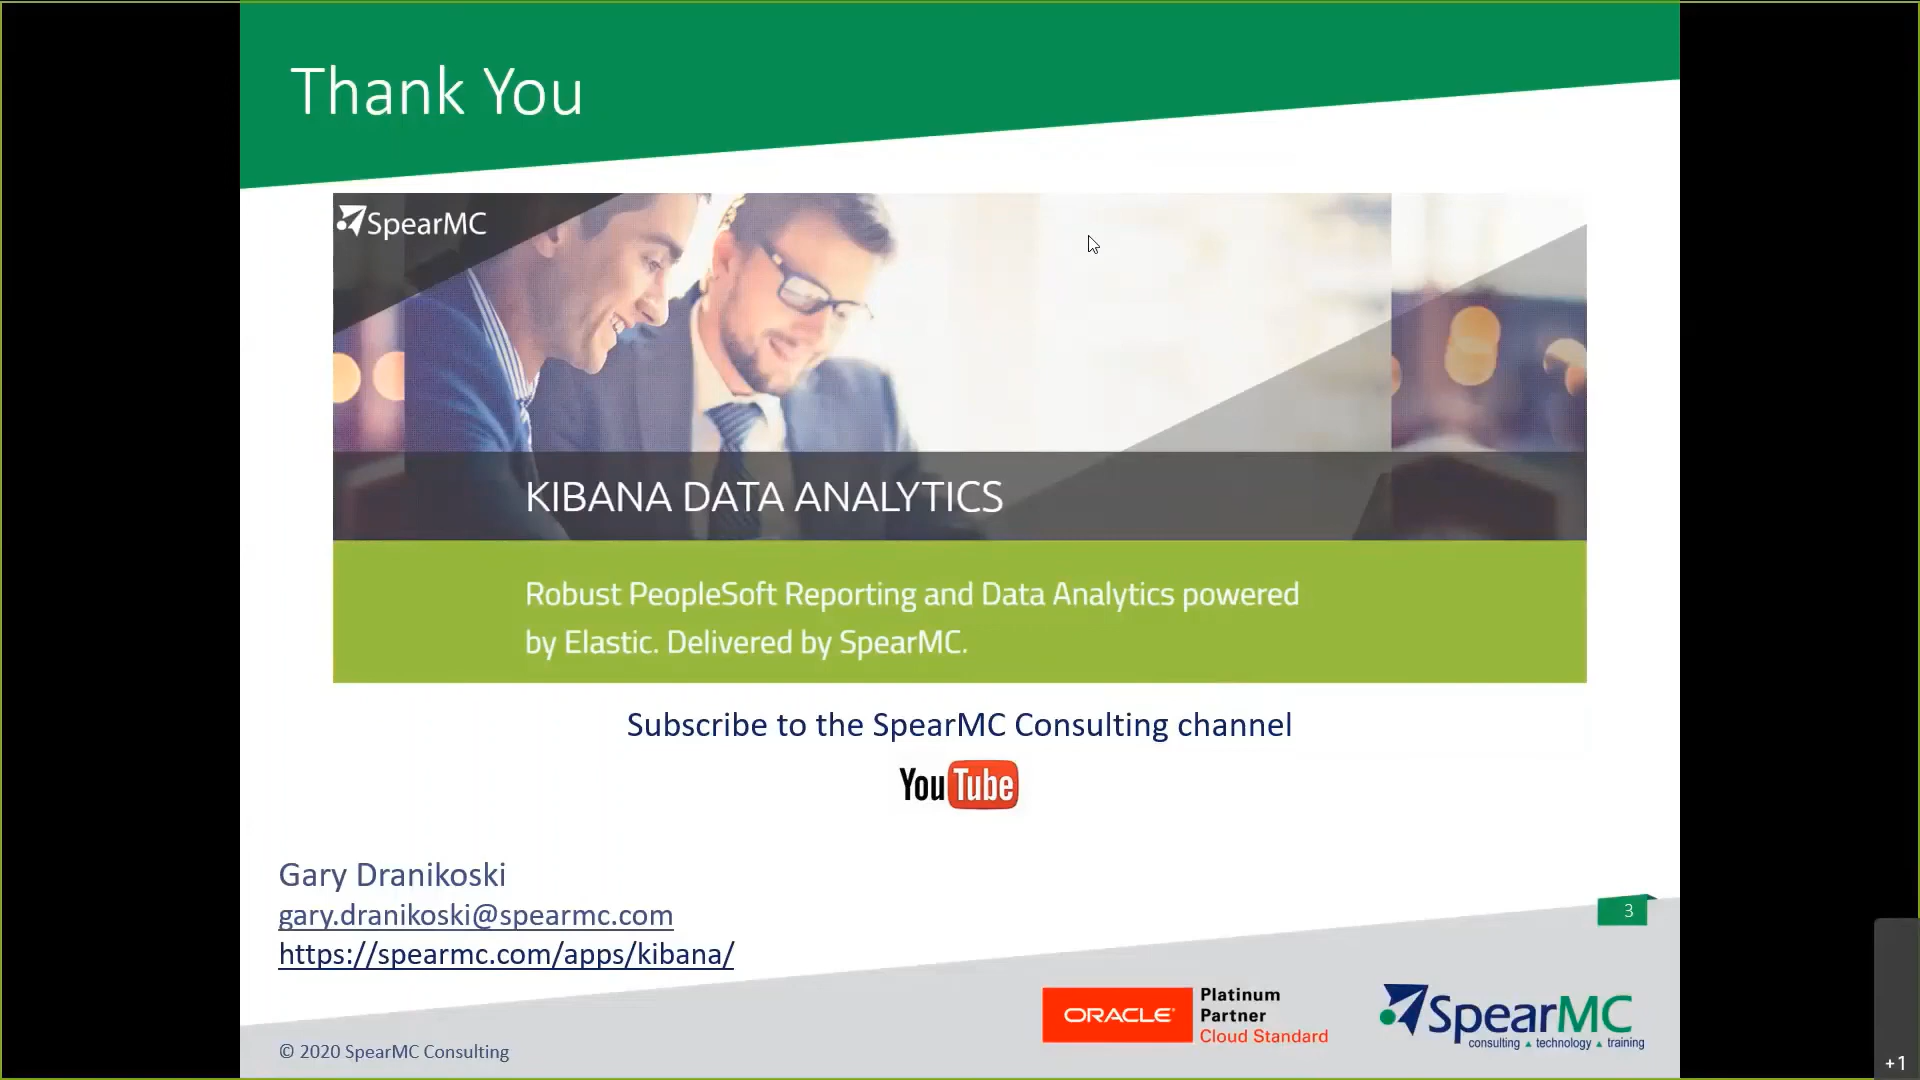 Thank You
SpearMC
KIBANA DATA ANALYTICS
Robust PeopleSoft Reporting and Data Analytics powered
by Elastic. Delivered by SpearMC.
Subscribe to the SpearMC Consulting channel
YouTube
Gary Dranikoski
gary.dranikoski@spearmc.com
https://spearmc.com/apps/kibana/
3
ORACLE
Platinum
Partner
Cloud Standard
SpearMC
consulting ▲ technology ▲ training
© 2020 SpearMC Consulting
+1